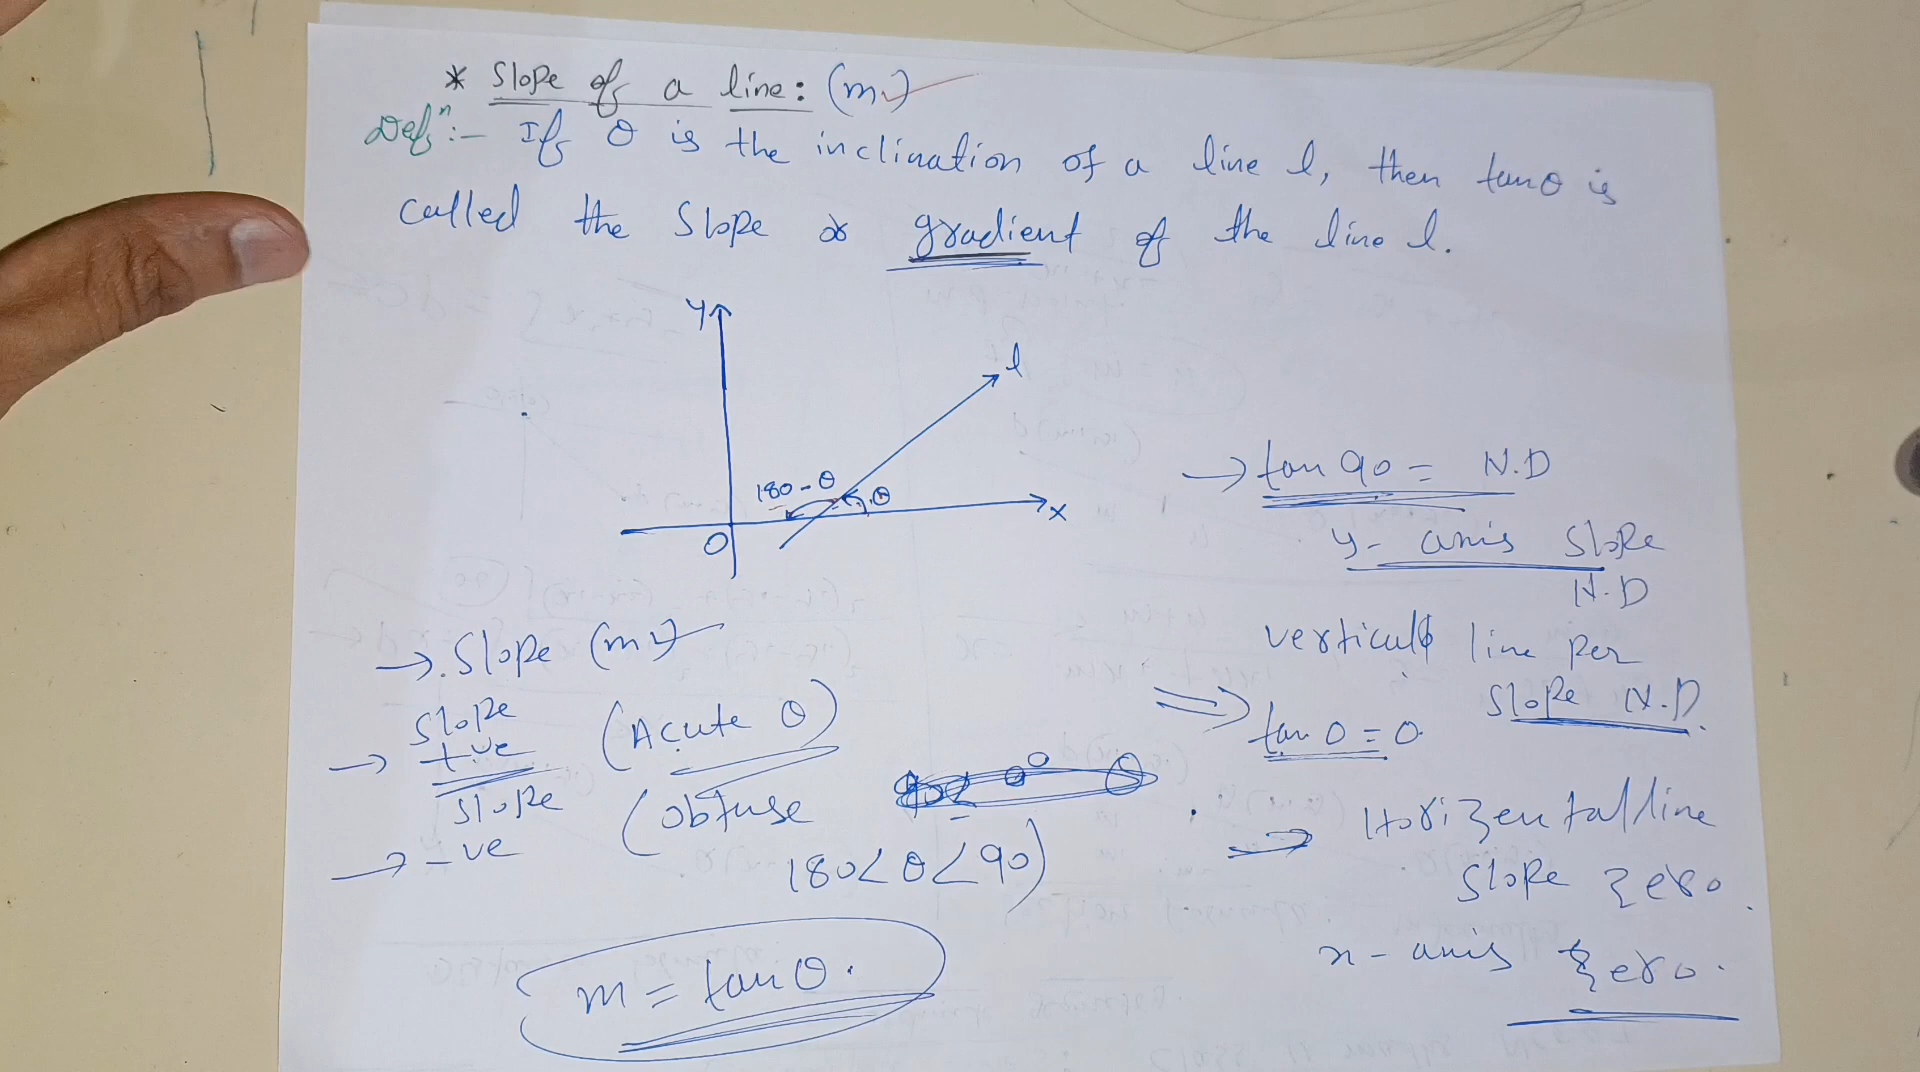 * Slope of a line: (m)
Defⁿ:- If θ is the inclination of a line l, then tanθ is
called the Slope or gradient of the line l.
y
l
180-θ
θ
x
O
→ tan 90 = N.D
y- axis Slope
N.D
→. Slope (m)
vertical line per
Slope N.D.
Slope
→ +ve (Acute θ)
⇒ tan 0 = 0.
slope
→ -ve (obtuse
180<θ<90)
⇒ Horizental line
Slope zero
x-axis zero.
m = tanθ.